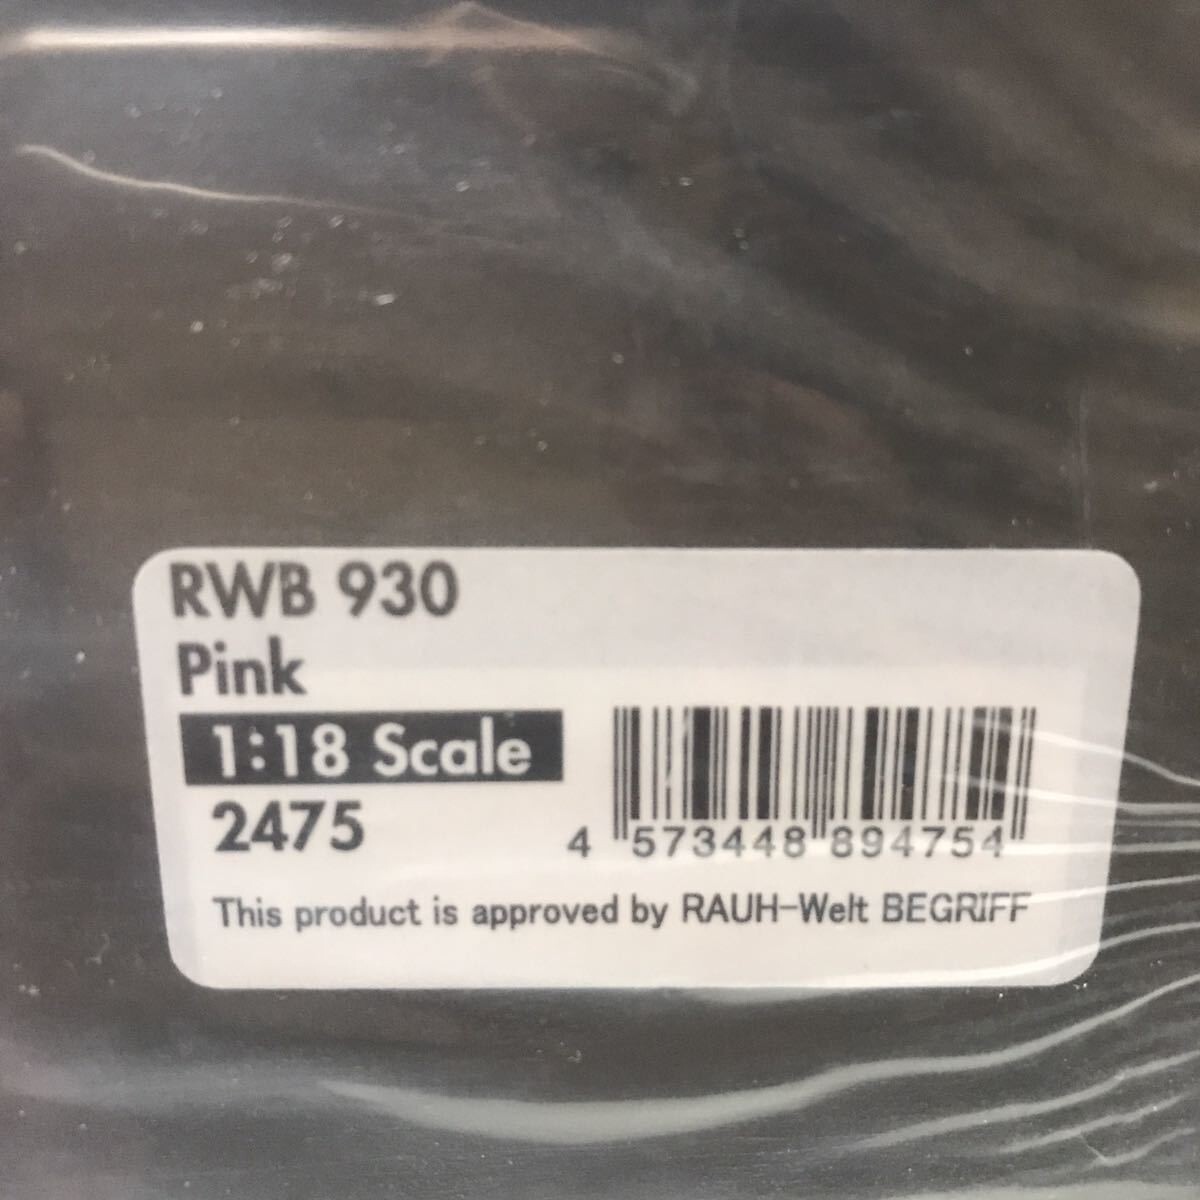 RWB 930
Pink
1:18 Scale
2475
4 573448 894754
This product is approved by RAUH-Welt BEGRIFF